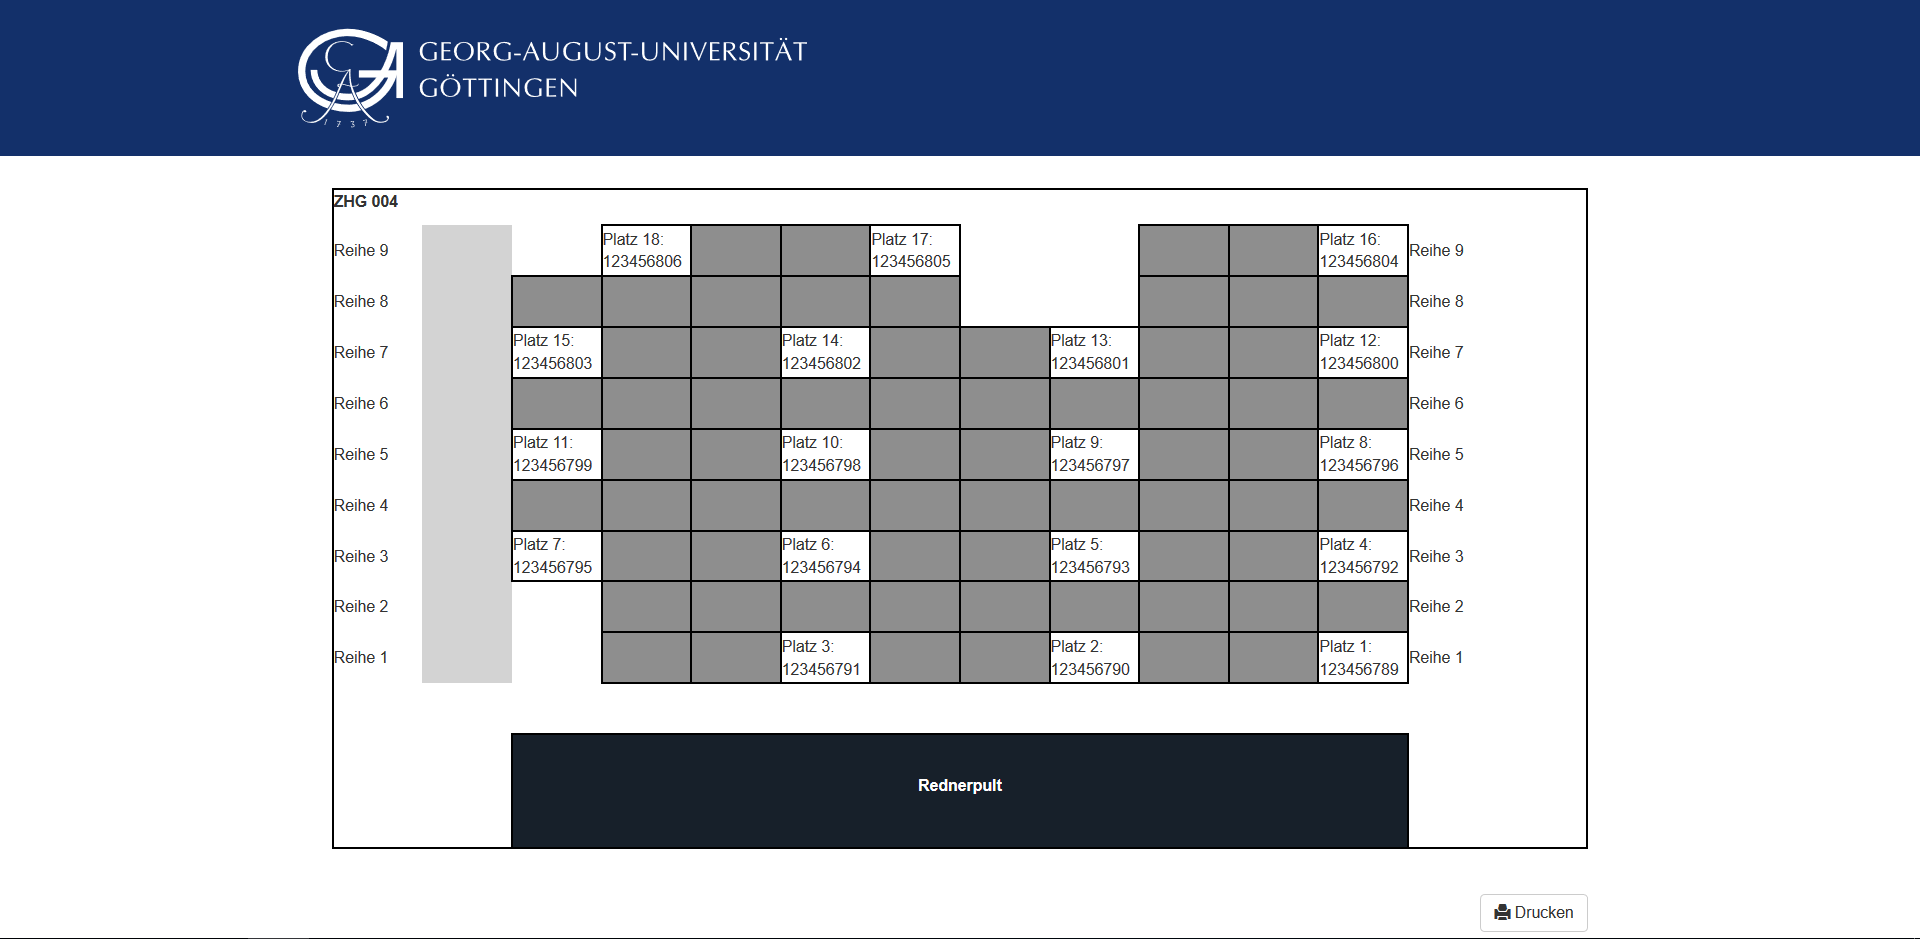 GEORG-AUGUST-UNIVERSITÄT
GÖTTINGEN
1737
ZHG 004
Reihe 9 Platz 18: Platz 17: Platz 16: Reihe 9
123456806 123456805 123456804
Reihe 8 Reihe 8
Reihe 7 Platz 15: Platz 14: Platz 13: Platz 12: Reihe 7
123456803 123456802 123456801 123456800
Reihe 6 Reihe 6
Reihe 5 Platz 11: Platz 10: Platz 9: Platz 8: Reihe 5
123456799 123456798 123456797 123456796
Reihe 4 Reihe 4
Reihe 3 Platz 7: Platz 6: Platz 5: Platz 4: Reihe 3
123456795 123456794 123456793 123456792
Reihe 2 Reihe 2
Reihe 1 Platz 3: Platz 2: Platz 1: Reihe 1
123456791 123456790 123456789
Rednerpult
Drucken